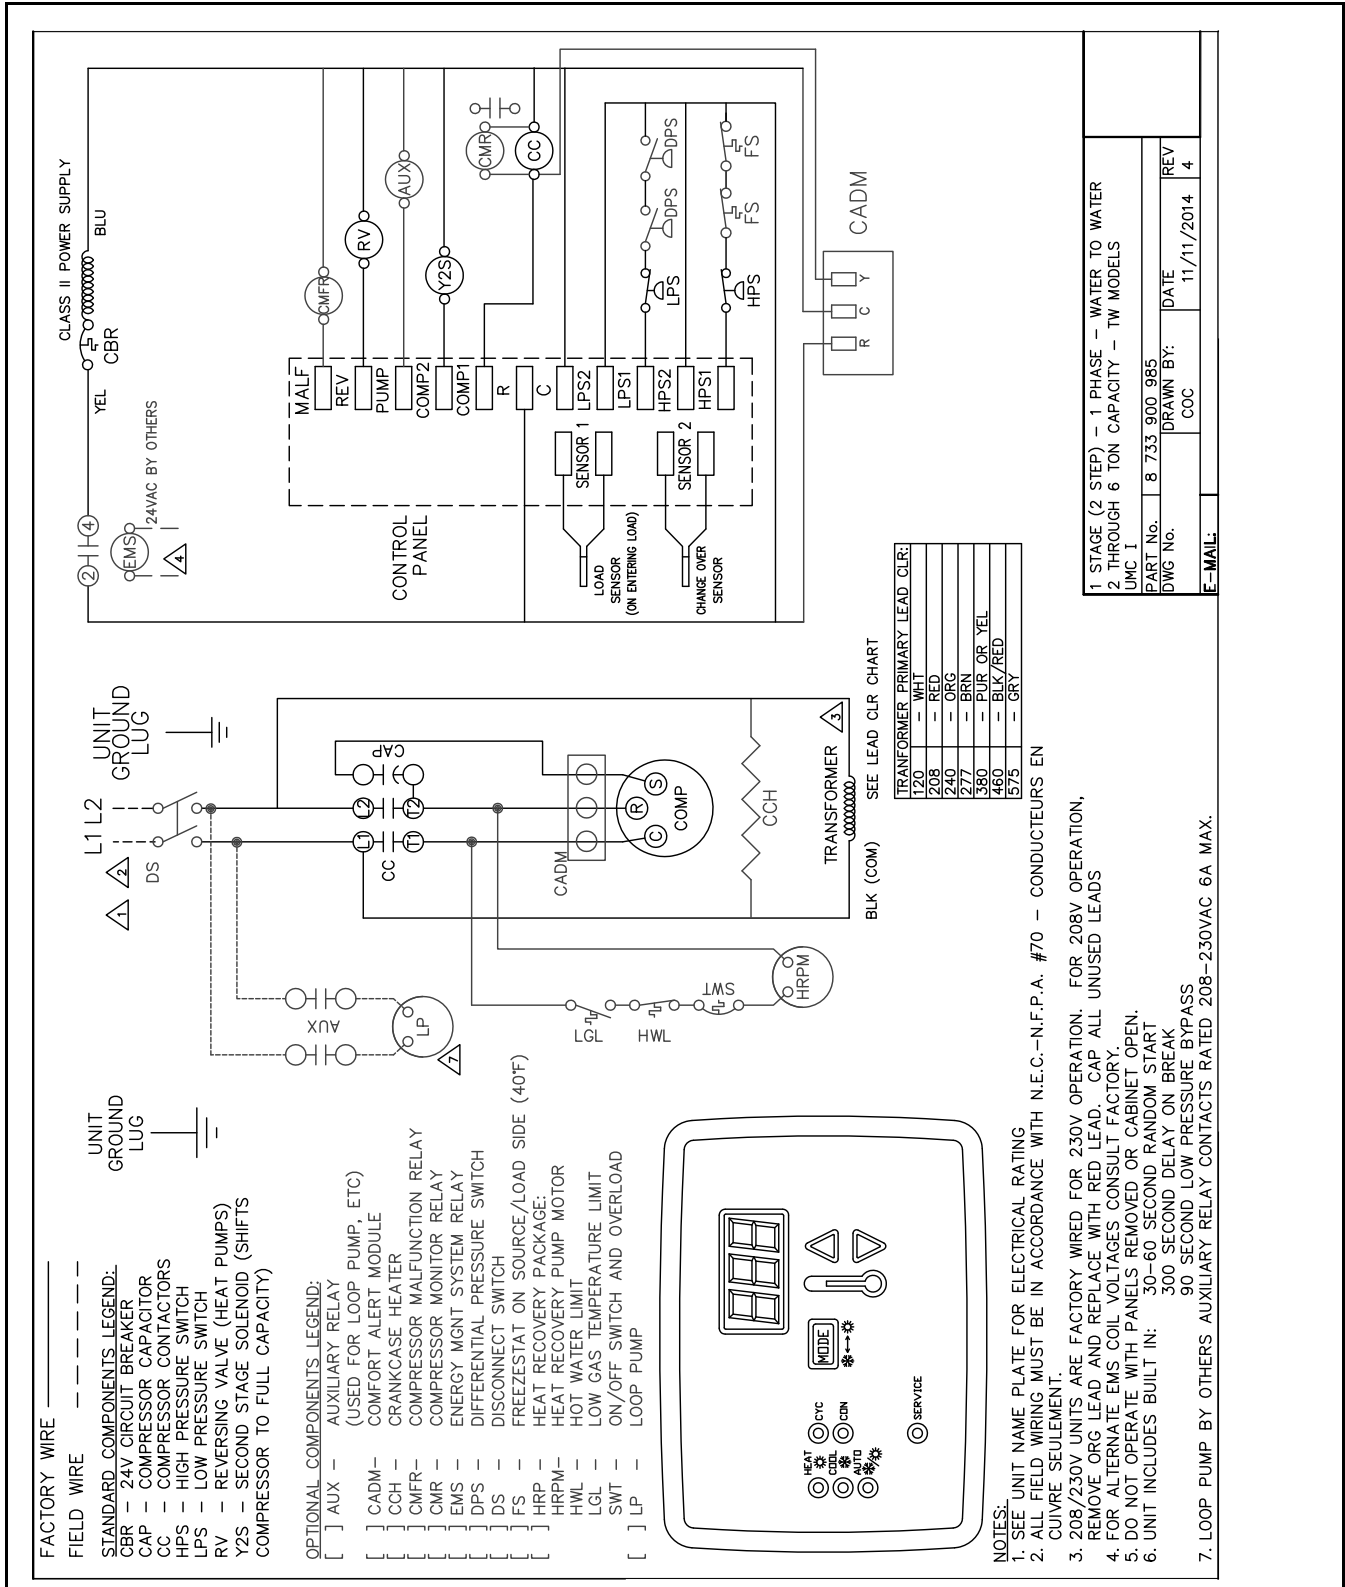 FACTORY WIRE
FIELD WIRE
STANDARD COMPONENTS LEGEND:
CBR – 24V CIRCUIT BREAKER
CAP – COMPRESSOR CAPACITOR
CC – COMPRESSOR CONTACTORS
HPS – HIGH PRESSURE SWITCH
LPS – LOW PRESSURE SWITCH
RV – REVERSING VALVE (HEAT PUMPS)
Y2S – SECOND STAGE SOLENOID (SHIFTS
COMPRESSOR TO FULL CAPACITY)
OPTIONAL COMPONENTS LEGEND:
[ ] AUX – AUXILIARY RELAY
(USED FOR LOOP PUMP, ETC)
[ ] CADM– COMFORT ALERT MODULE
[ ] CCH – CRANKCASE HEATER
[ ] CMFR– COMPRESSOR MALFUNCTION RELAY
[ ] CMR – COMPRESSOR MONITOR RELAY
[ ] EMS – ENERGY MGNT SYSTEM RELAY
[ ] DPS – DIFFERENTIAL PRESSURE SWITCH
[ ] DS – DISCONNECT SWITCH
[ ] FS – FREEZESTAT ON SOURCE/LOAD SIDE (40°F)
[ ] HRP – HEAT RECOVERY PACKAGE:
HRPM– HEAT RECOVERY PUMP MOTOR
HWL – HOT WATER LIMIT
LGL – LOW GAS TEMPERATURE LIMIT
SWT – ON/OFF SWITCH AND OVERLOAD
[ ] LP – LOOP PUMP
UNIT
GROUND
LUG
HEAT
COOL
AUTO
CYC
CDN
MODE
SERVICE
NOTES:
1. SEE UNIT NAME PLATE FOR ELECTRICAL RATING
2. ALL FIELD WIRING MUST BE IN ACCORDANCE WITH N.E.C.–N.F.P.A. #70 – CONDUCTEURS EN
CUIVRE SEULEMENT.
3. 208/230V UNITS ARE FACTORY WIRED FOR 230V OPERATION. FOR 208V OPERATION,
REMOVE ORG LEAD AND REPLACE WITH RED LEAD. CAP ALL UNUSED LEADS
4. FOR ALTERNATE EMS COIL VOLTAGES CONSULT FACTORY.
5. DO NOT OPERATE WITH PANELS REMOVED OR CABINET OPEN.
6. UNIT INCLUDES BUILT IN: 30–60 SECOND RANDOM START
300 SECOND DELAY ON BREAK
90 SECOND LOW PRESSURE BYPASS
7. LOOP PUMP BY OTHERS AUXILIARY RELAY CONTACTS RATED 208–230VAC 6A MAX.
1
2
L1 L2
DS
UNIT
GROUND
LUG
AUX
LP
7
CC
L1
T1
L2
T2
CAP
CADM
C
R
S
COMP
LGL
HWL
SWT
HRPM
CCH
TRANSFORMER
3
BLK (COM)
SEE LEAD CLR CHART
TRANFORMER PRIMARY LEAD CLR:
120 – WHT
208 – RED
240 – ORG
277 – BRN
380 – PUR OR YEL
460 – BLK/RED
575 – GRY
CLASS II POWER SUPPLY
2
4
YEL
CBR
BLU
EMS
24VAC BY OTHERS
4
CONTROL
PANEL
MALF
REV
PUMP
COMP2
COMP1
R
C
LPS2
LPS1
HPS2
HPS1
SENSOR 1
SENSOR 2
LOAD
SENSOR
(ON ENTERING LOAD)
CHANGE OVER
SENSOR
CMFR
RV
AUX
Y2S
CMR
CC
LPS
DPS
DPS
HPS
FS
FS
CADM
R
C
Y
1 STAGE (2 STEP) – 1 PHASE – WATER TO WATER
2 THROUGH 6 TON CAPACITY – TW MODELS
UMC I
PART No. 8 733 900 985
DWG No.
DRAWN BY:
COC
DATE
11/11/2014
REV
4
E–MAIL: